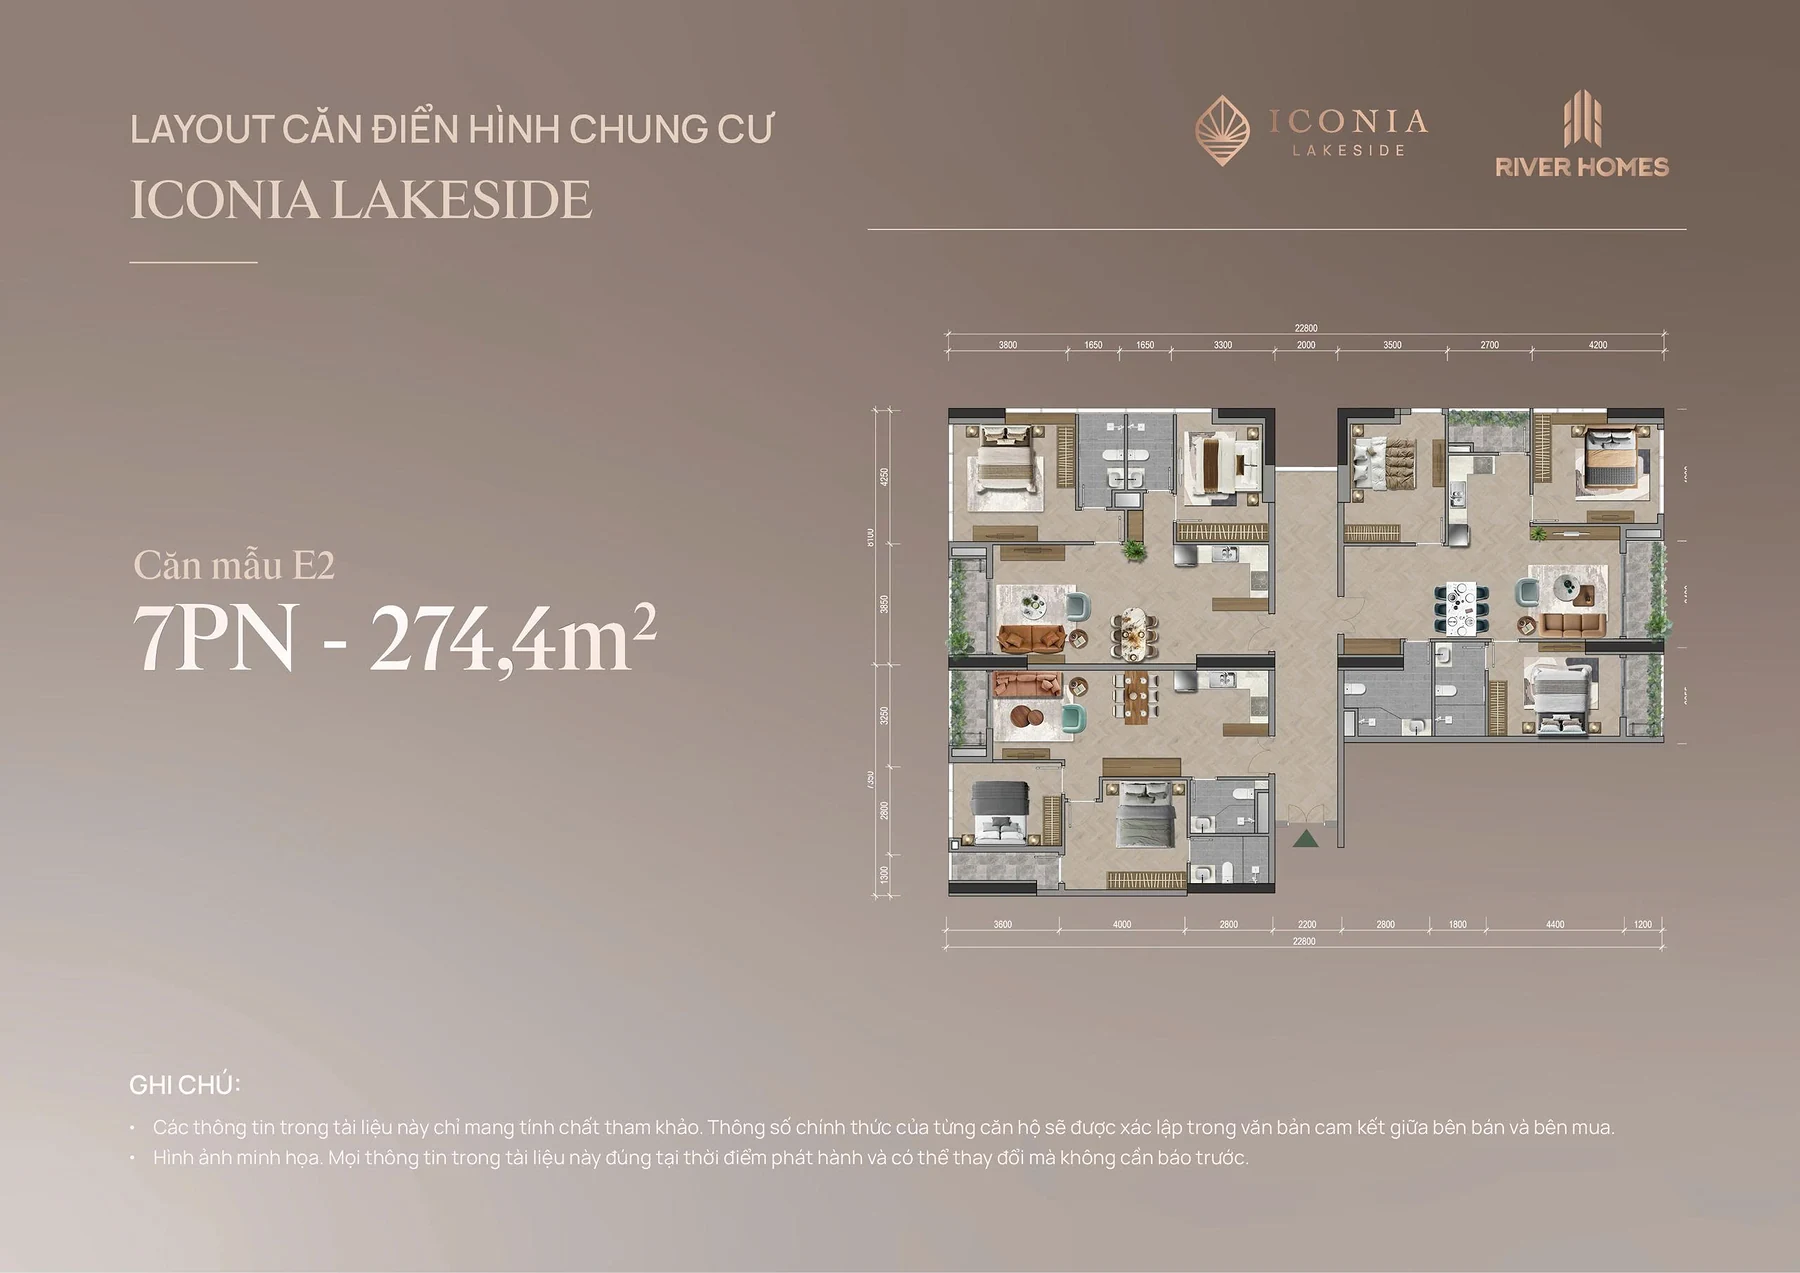 LAYOUT CĂN ĐIỂN HÌNH CHUNG CƯ
ICONIA LAKESIDE
ICONIA
LAKESIDE
RIVER HOMES
Căn mẫu E2
7PN - 274,4m²
22800
3800 1650 1650 3300 2000 3500 2700 4200
4250
8100
3850
3250
7350
2800
1300
3600 4000 2800 2200 2800 1800 4400 1200
22800
GHI CHÚ:
• Các thông tin trong tài liệu này chỉ mang tính chất tham khảo. Thông số chính thức của từng căn hộ sẽ được xác lập trong văn bản cam kết giữa bên bán và bên mua.
• Hình ảnh minh họa. Mọi thông tin trong tài liệu này đúng tại thời điểm phát hành và có thể thay đổi mà không cần báo trước.